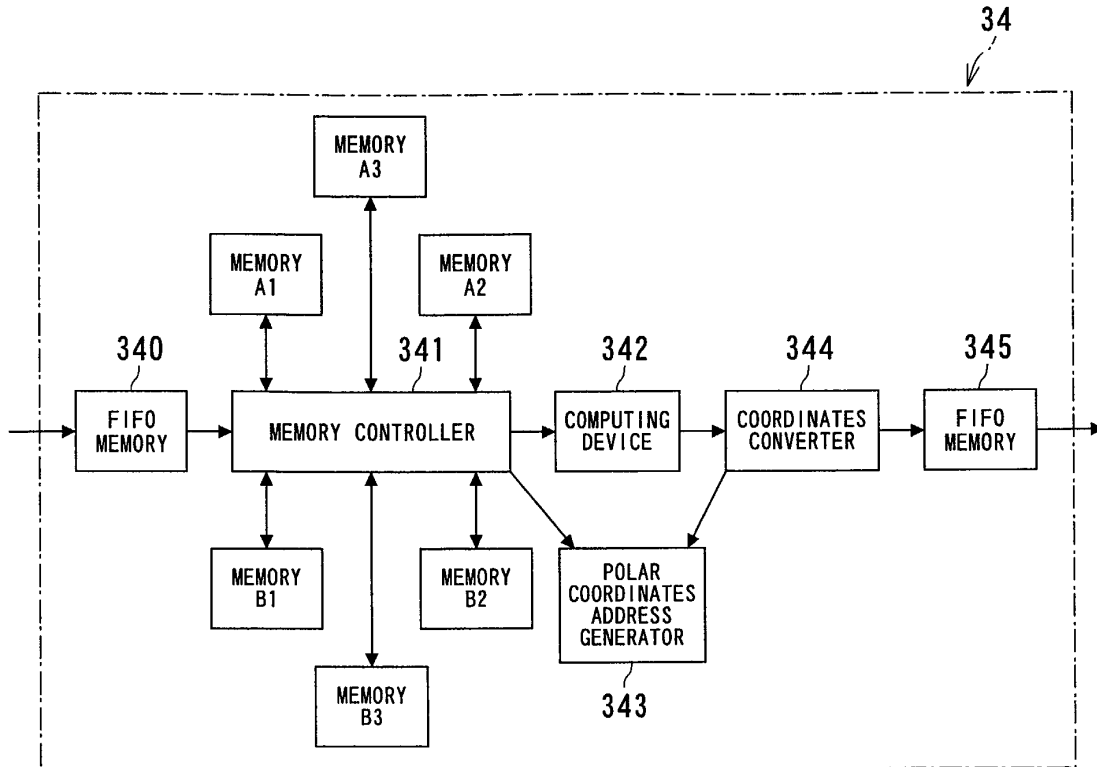 34
MEMORY
A3
MEMORY
A1
MEMORY
A2
340
341
342
344
345
FIFO
MEMORY
MEMORY CONTROLLER
COMPUTING
DEVICE
COORDINATES
CONVERTER
FIFO
MEMORY
MEMORY
B1
MEMORY
B2
POLAR
COORDINATES
ADDRESS
GENERATOR
MEMORY
B3
343